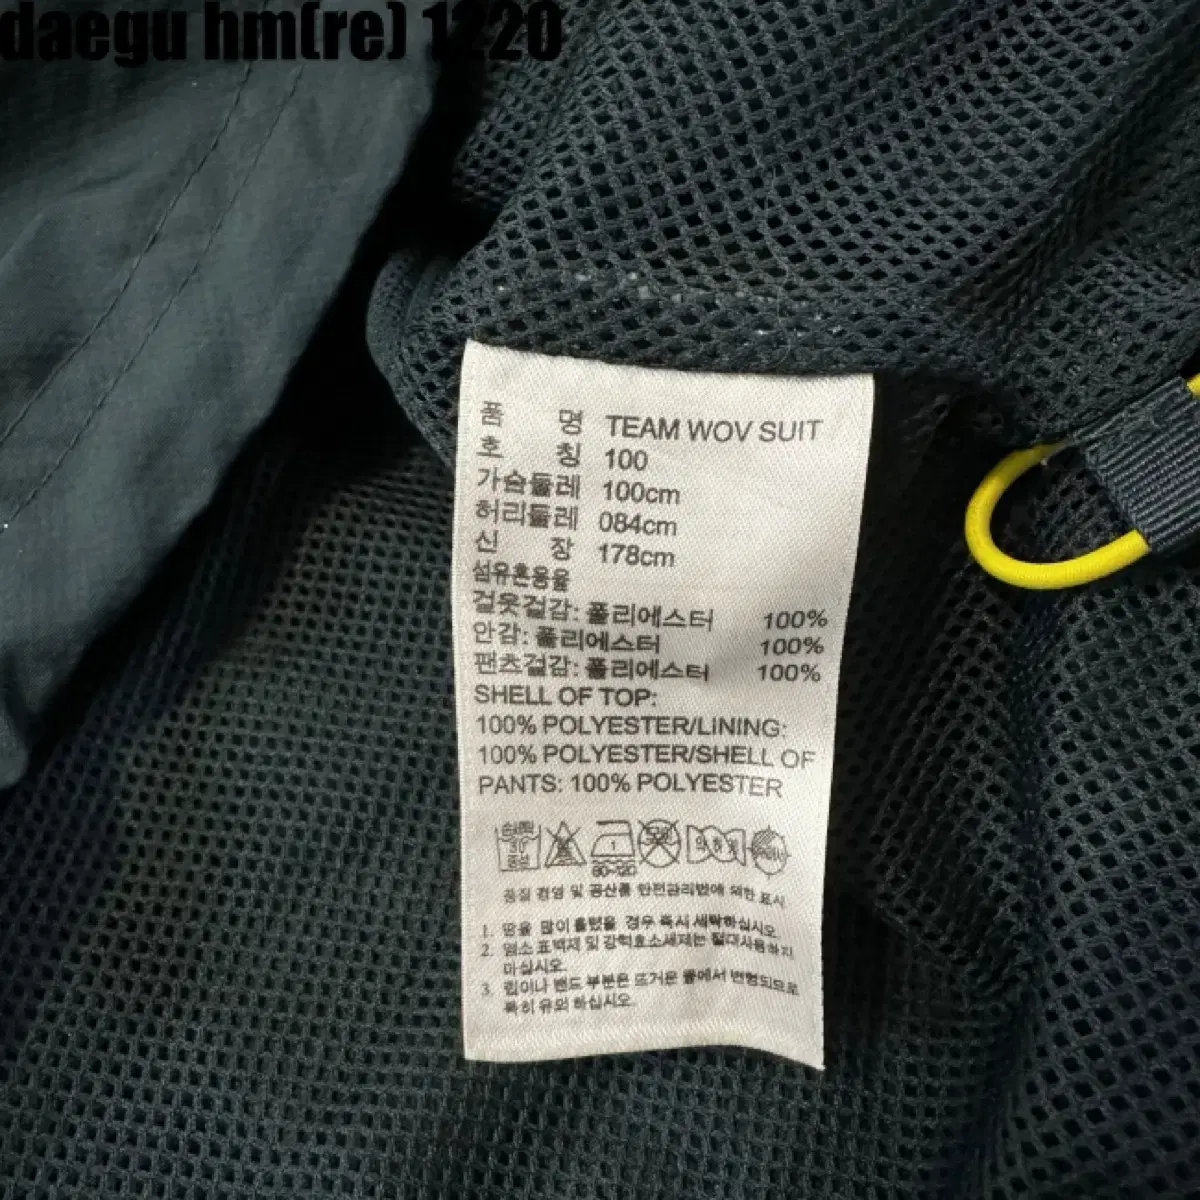 daegu hm(re) 1220
품 명 TEAM WOV SUIT
호 칭 100
가슴둘레 100cm
허리둘레 084cm
신 장 178cm
섬유혼용율
겉옷겉감: 폴리에스터 100%
안감: 폴리에스터 100%
팬츠겉감: 폴리에스터 100%
SHELL OF TOP:
100% POLYESTER/LINING:
100% POLYESTER/SHELL OF
PANTS: 100% POLYESTER
80~120
품질 경영 및 공산품 안전관리법에 의한 표시
1. 땀을 많이 흘렸을 경우 즉시 세탁하십시오.
2. 염소 표백제 및 강력효소세제는 절대사용하지
마십시오.
3. 립이나 밴드 부분은 뜨거운 물에서 변형되므로
특히 유의 하십시오.